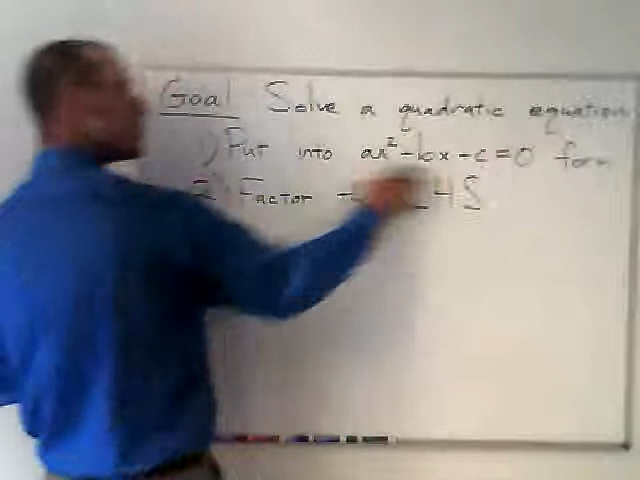 Goal Solve a quadratic equation
1) Put into ax²-bx-c=0 form
2) Factor LHS